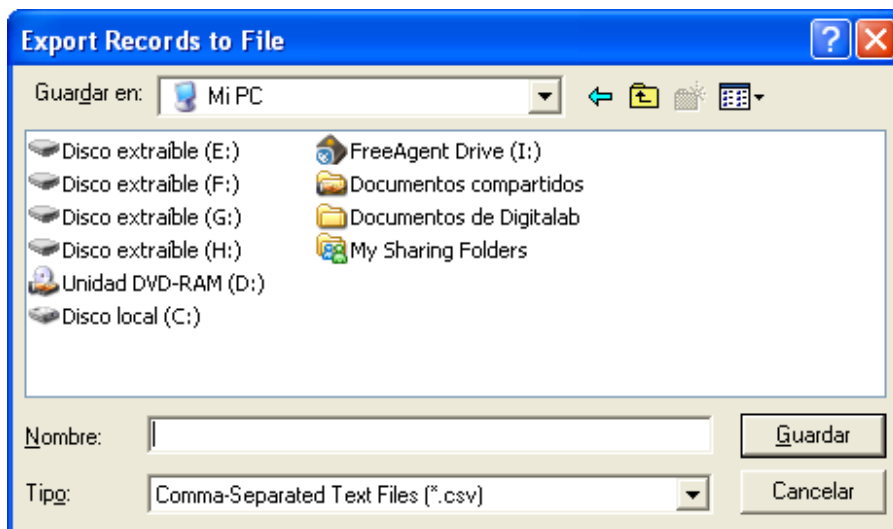 Export Records to File
Guardar en: Mi PC
Disco extraíble (E:)
Disco extraíble (F:)
Disco extraíble (G:)
Disco extraíble (H:)
Unidad DVD-RAM (D:)
Disco local (C:)
FreeAgent Drive (I:)
Documentos compartidos
Documentos de Digitalab
My Sharing Folders
Nombre:
Guardar
Tipo: Comma-Separated Text Files (*.csv)
Cancelar